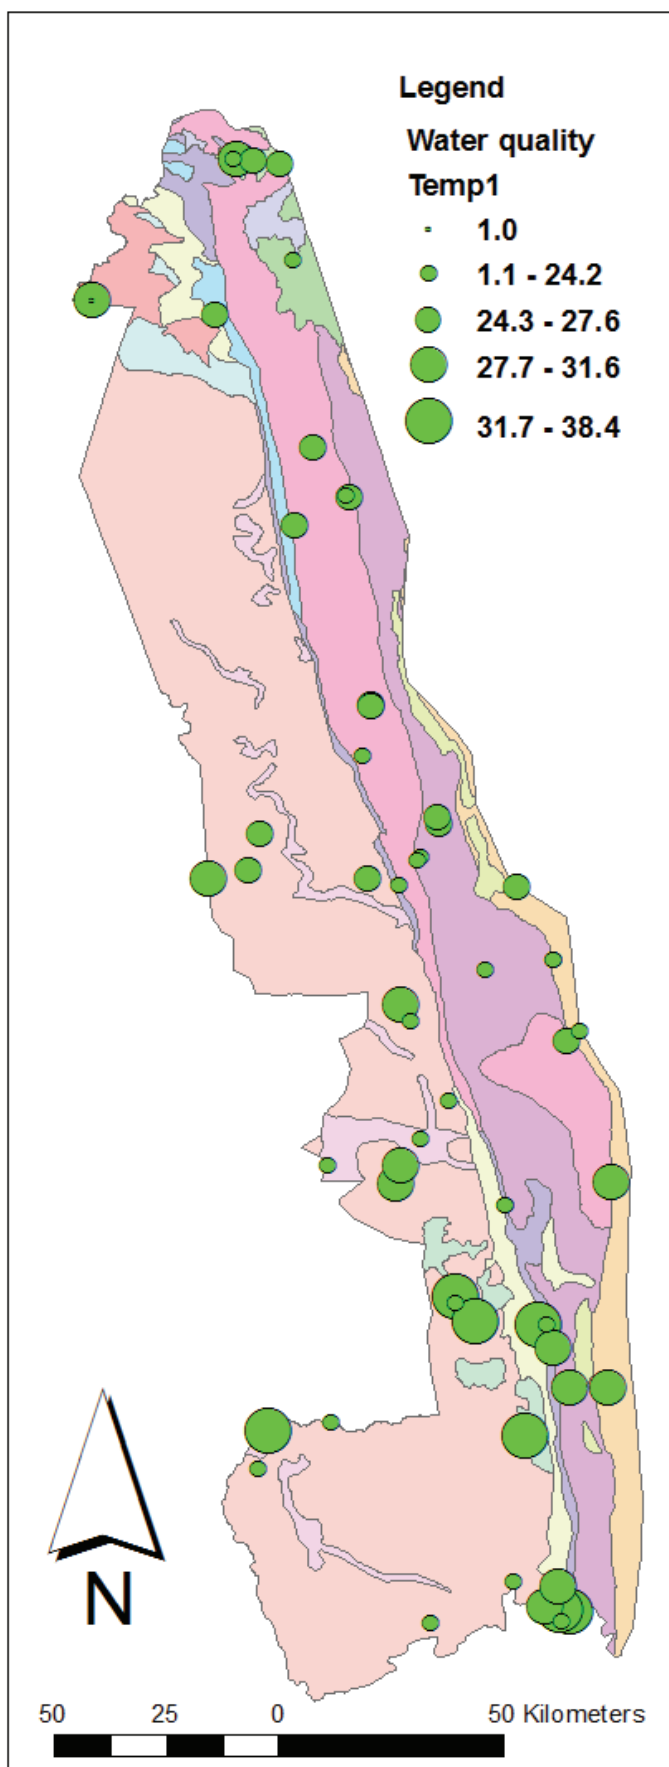 Legend
Water quality
Temp1
1.0
1.1 - 24.2
24.3 - 27.6
27.7 - 31.6
31.7 - 38.4
N
50 25 0 50 Kilometers